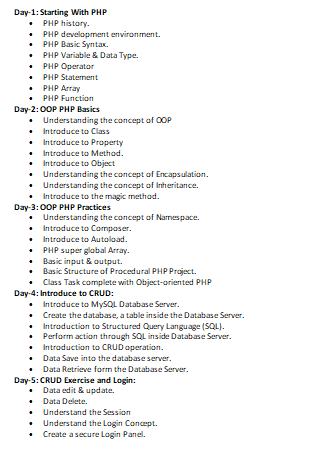 Day-1: Starting With PHP
• PHP history.
• PHP development environment.
• PHP Basic Syntax.
• PHP Variable & Data Type.
• PHP Operator
• PHP Statement
• PHP Array
• PHP Function
Day-2: OOP PHP Basics
• Understanding the concept of OOP
• Introduce to Class
• Introduce to Property
• Introduce to Method.
• Introduce to Object
• Understanding the concept of Encapsulation.
• Understanding the concept of Inheritance.
• Introduce to the magic method.
Day-3: OOP PHP Practices
• Understanding the concept of Namespace.
• Introduce to Composer.
• Introduce to Autoload.
• PHP super global Array.
• Basic input & output.
• Basic Structure of Procedural PHP Project.
• Class Task complete with Object-oriented PHP
Day-4: Introduce to CRUD:
• Introduce to MySQL Database Server.
• Create the database, a table inside the Database Server.
• Introduction to Structured Query Language (SQL).
• Perform action through SQL inside Database Server.
• Introduction to CRUD operation.
• Data Save into the database server.
• Data Retrieve form the Database Server.
Day-5: CRUD Exercise and Login:
• Data edit & update.
• Data Delete.
• Understand the Session
• Understand the Login Concept.
• Create a secure Login Panel.